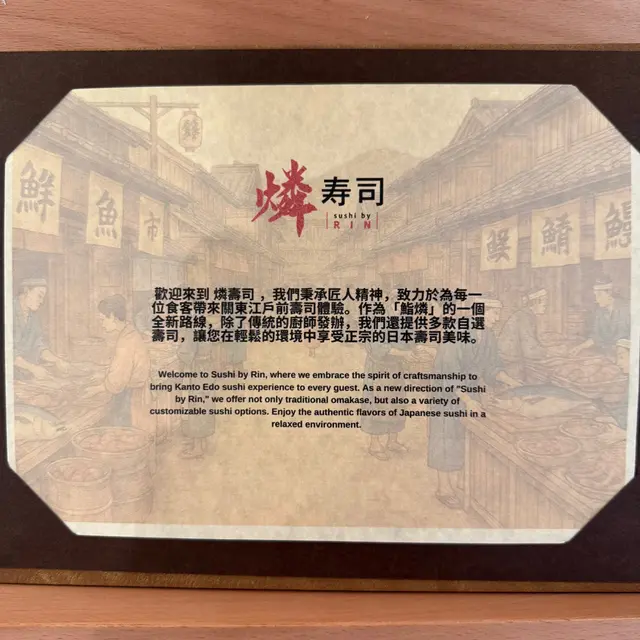 鮮
鮮
魚
市
燐
寿司
sushi by
RIN
鯖
歡迎來到 燐壽司 ，我們秉承匠人精神，致力於為每一
位食客帶來關東江戶前壽司體驗。作為「鮨燐」的一個
全新路線，除了傳統的廚師發辦，我們還提供多款自選
壽司，讓您在輕鬆的環境中享受正宗的日本壽司美味。
Welcome to Sushi by Rin, where we embrace the spirit of craftsmanship to
bring Kanto Edo sushi experience to every guest. As a new direction of "Sushi
by Rin," we offer not only traditional omakase, but also a variety of
customizable sushi options. Enjoy the authentic flavors of Japanese sushi in a
relaxed environment.